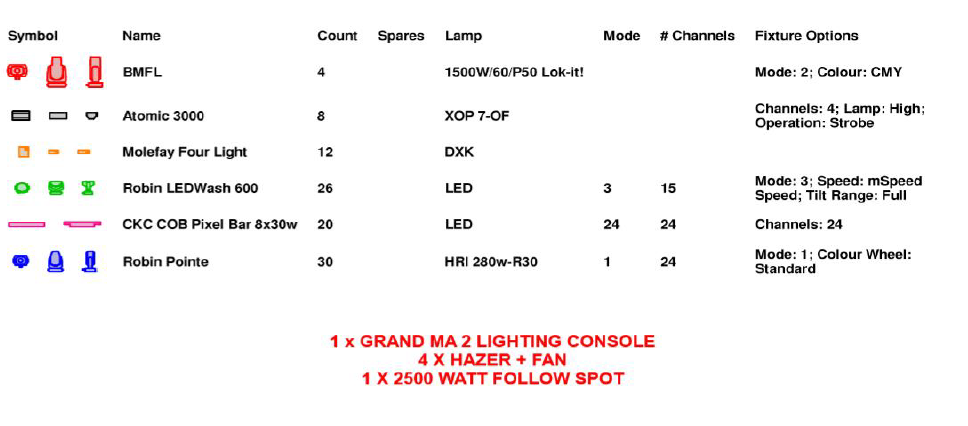 Symbol Name Count Spares Lamp Mode # Channels Fixture Options
BMFL 4 1500W/60/P50 Lok-it! Mode: 2; Colour: CMY
Atomic 3000 8 XOP 7-OF Channels: 4; Lamp: High;
Operation: Strobe
Molefay Four Light 12 DXK
Robin LEDWash 600 26 LED 3 15 Mode: 3; Speed: mSpeed
Speed; Tilt Range: Full
CKC COB Pixel Bar 8x30w 20 LED 24 24 Channels: 24
Robin Pointe 30 HRI 280w-R30 1 24 Mode: 1; Colour Wheel:
Standard
1 x GRAND MA 2 LIGHTING CONSOLE
4 X HAZER + FAN
1 X 2500 WATT FOLLOW SPOT